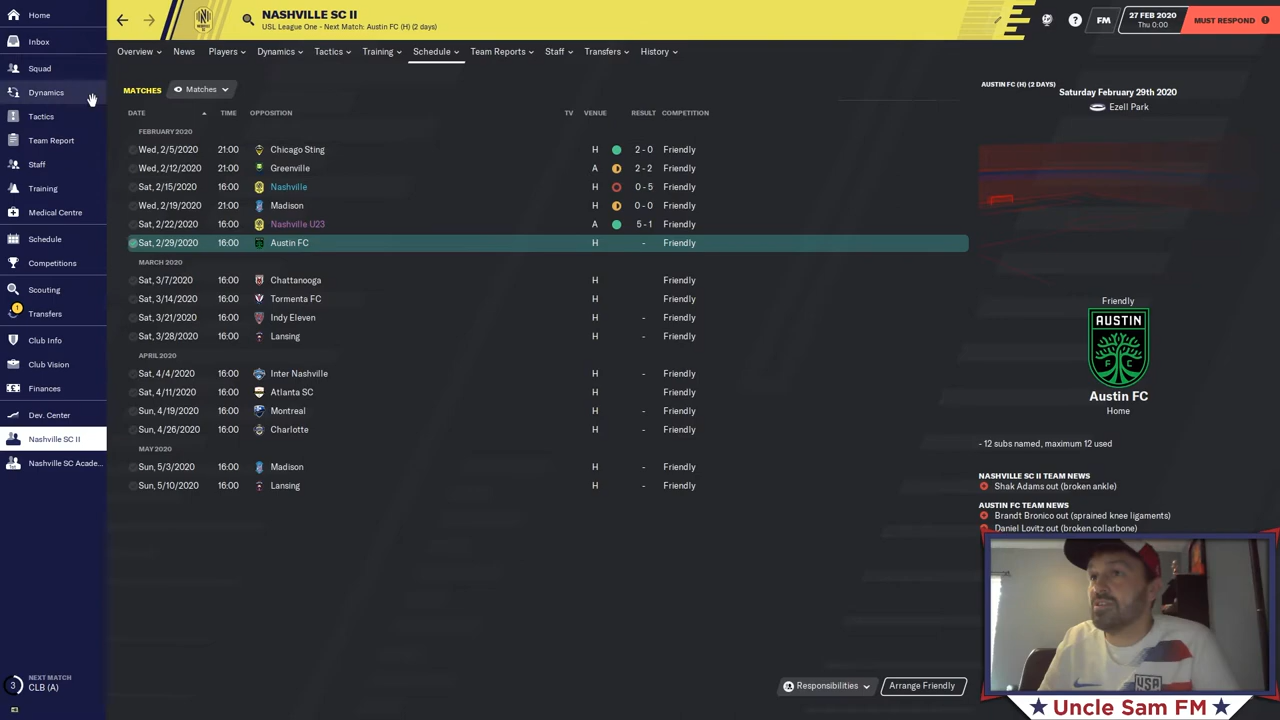 Home
Inbox
Squad
Dynamics
Tactics
Team Report
Staff
Training
Medical Centre
Schedule
Competitions
Scouting
1
Transfers
Club Info
Club Vision
Finances
Dev. Center
Nashville SC II
Nashville SC Acade...
3
NEXT MATCH
CLB (A)
NASHVILLE SC II
USL League One - Next Match: Austin FC (H) (2 days)
?
FM
27 FEB 2020
Thu 0:00
MUST RESPOND
Overview
News
Players
Dynamics
Tactics
Training
Schedule
Team Reports
Staff
Transfers
History
MATCHES
Matches
DATE TIME OPPOSITION TV VENUE RESULT COMPETITION
FEBRUARY 2020
Wed, 2/5/2020 21:00 Chicago Sting H 2 - 0 Friendly
Wed, 2/12/2020 21:00 Greenville A 2 - 2 Friendly
Sat, 2/15/2020 16:00 Nashville H 0 - 5 Friendly
Wed, 2/19/2020 21:00 Madison H 0 - 0 Friendly
Sat, 2/22/2020 16:00 Nashville U23 A 5 - 1 Friendly
Sat, 2/29/2020 16:00 Austin FC H - Friendly
MARCH 2020
Sat, 3/7/2020 16:00 Chattanooga H Friendly
Sat, 3/14/2020 16:00 Tormenta FC H Friendly
Sat, 3/21/2020 16:00 Indy Eleven H - Friendly
Sat, 3/28/2020 16:00 Lansing H - Friendly
APRIL 2020
Sat, 4/4/2020 16:00 Inter Nashville H - Friendly
Sat, 4/11/2020 16:00 Atlanta SC H - Friendly
Sun, 4/19/2020 16:00 Montreal H - Friendly
Sun, 4/26/2020 16:00 Charlotte H - Friendly
MAY 2020
Sun, 5/3/2020 16:00 Madison H - Friendly
Sun, 5/10/2020 16:00 Lansing H - Friendly
Responsibilities
Arrange Friendly
AUSTIN FC (H) (2 DAYS)
Saturday February 29th 2020
Ezell Park
Friendly
AUSTIN
FC
Austin FC
Home
- 12 subs named, maximum 12 used
NASHVILLE SC II TEAM NEWS
Shak Adams out (broken ankle)
AUSTIN FC TEAM NEWS
Brandt Bronico out (sprained knee ligaments)
Daniel Lovitz out (broken collarbone)
USA
★ Uncle Sam FM ★